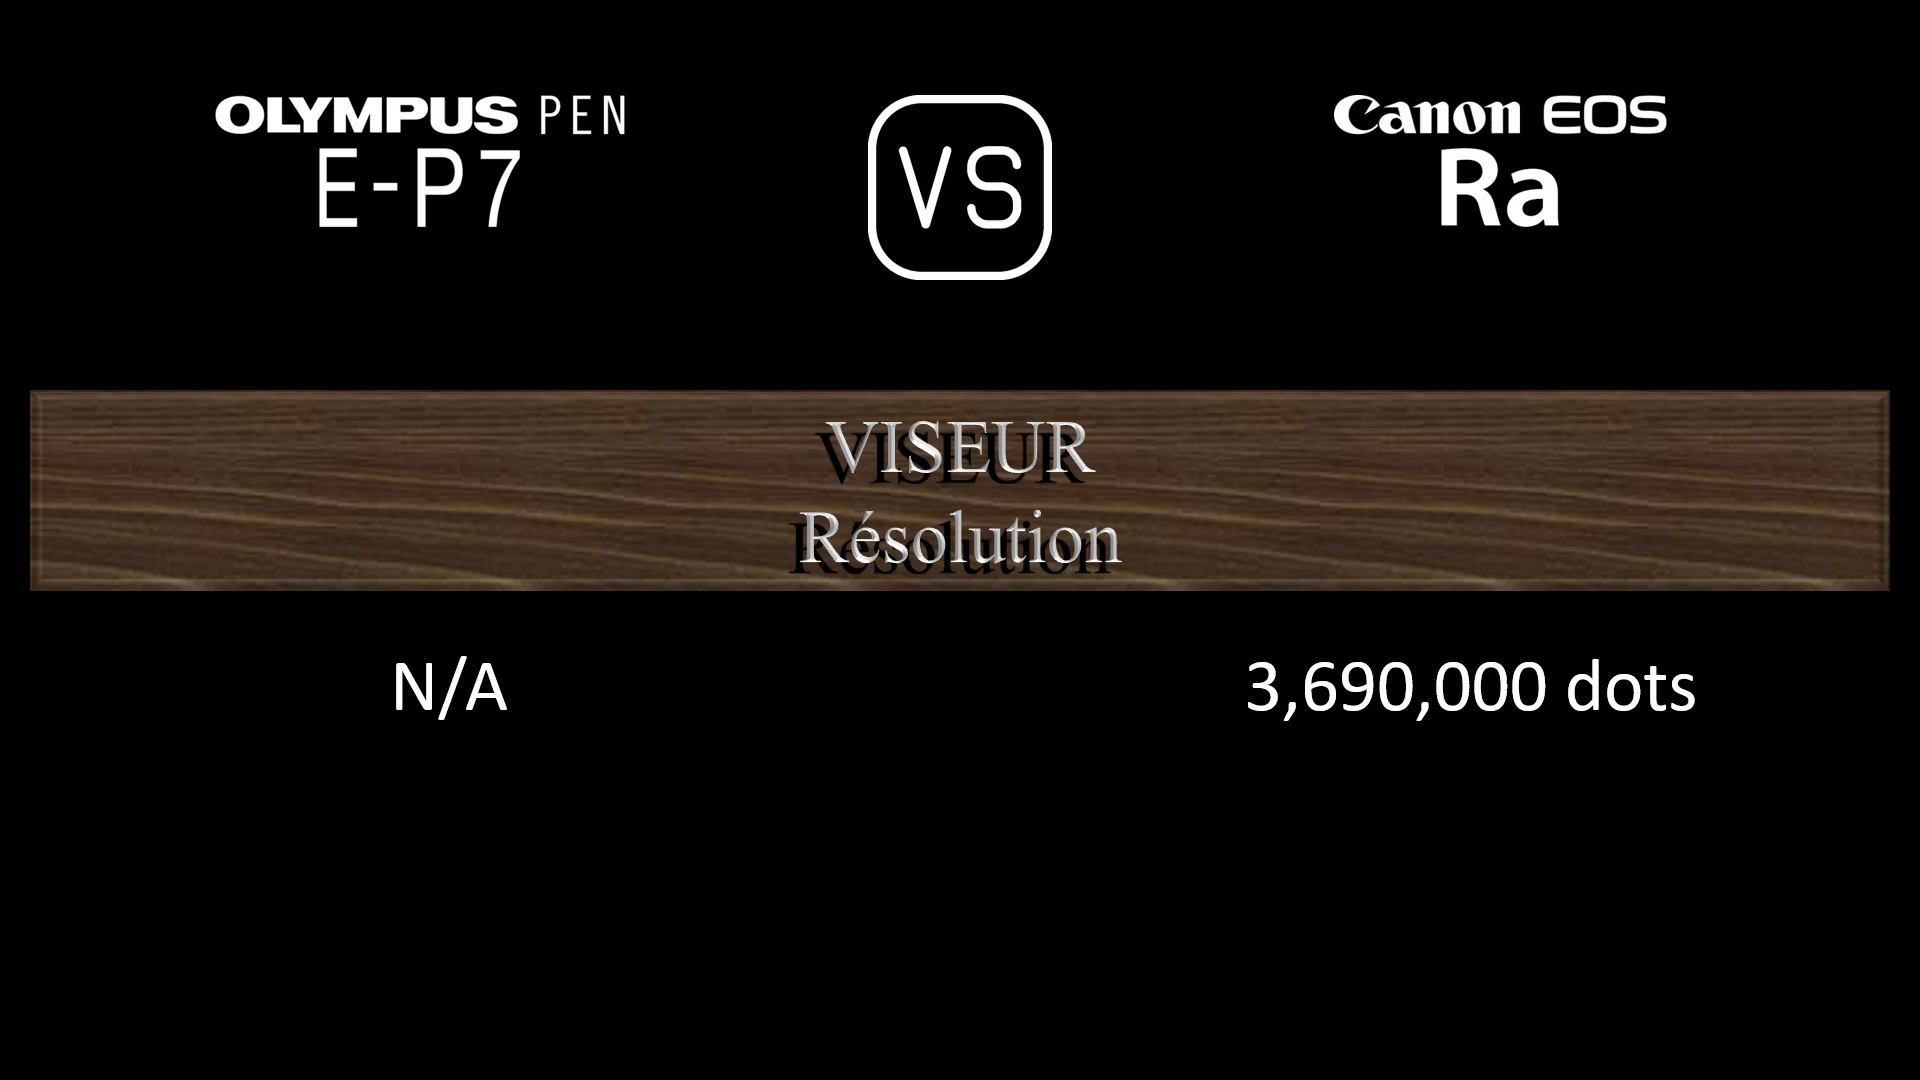 OLYMPUS PEN
E-P7
VS
Canon EOS
Ra
VISEUR
Résolution
N/A
3,690,000 dots